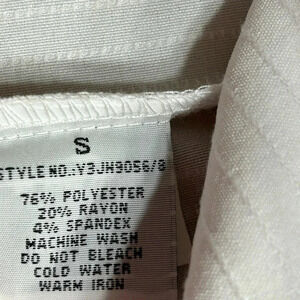 S
STYLE NO.:Y3JH9056/8
76% POLYESTER
20% RAYON
4% SPANDEX
MACHINE WASH
DO NOT BLEACH
COLD WATER
WARM IRON